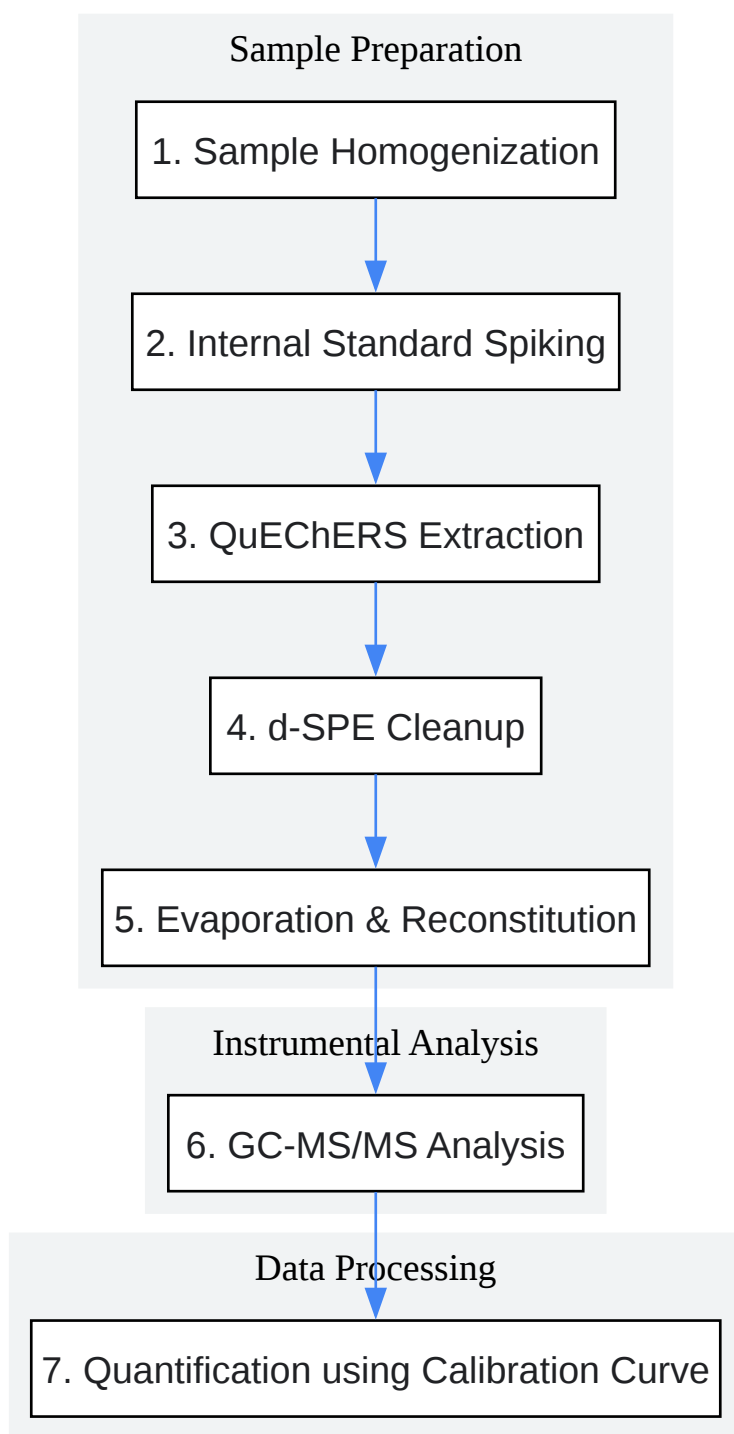 Sample Preparation
1. Sample Homogenization
2. Internal Standard Spiking
3. QuEChERS Extraction
4. d-SPE Cleanup
5. Evaporation & Reconstitution
Instrumental Analysis
6. GC-MS/MS Analysis
Data Processing
7. Quantification using Calibration Curve